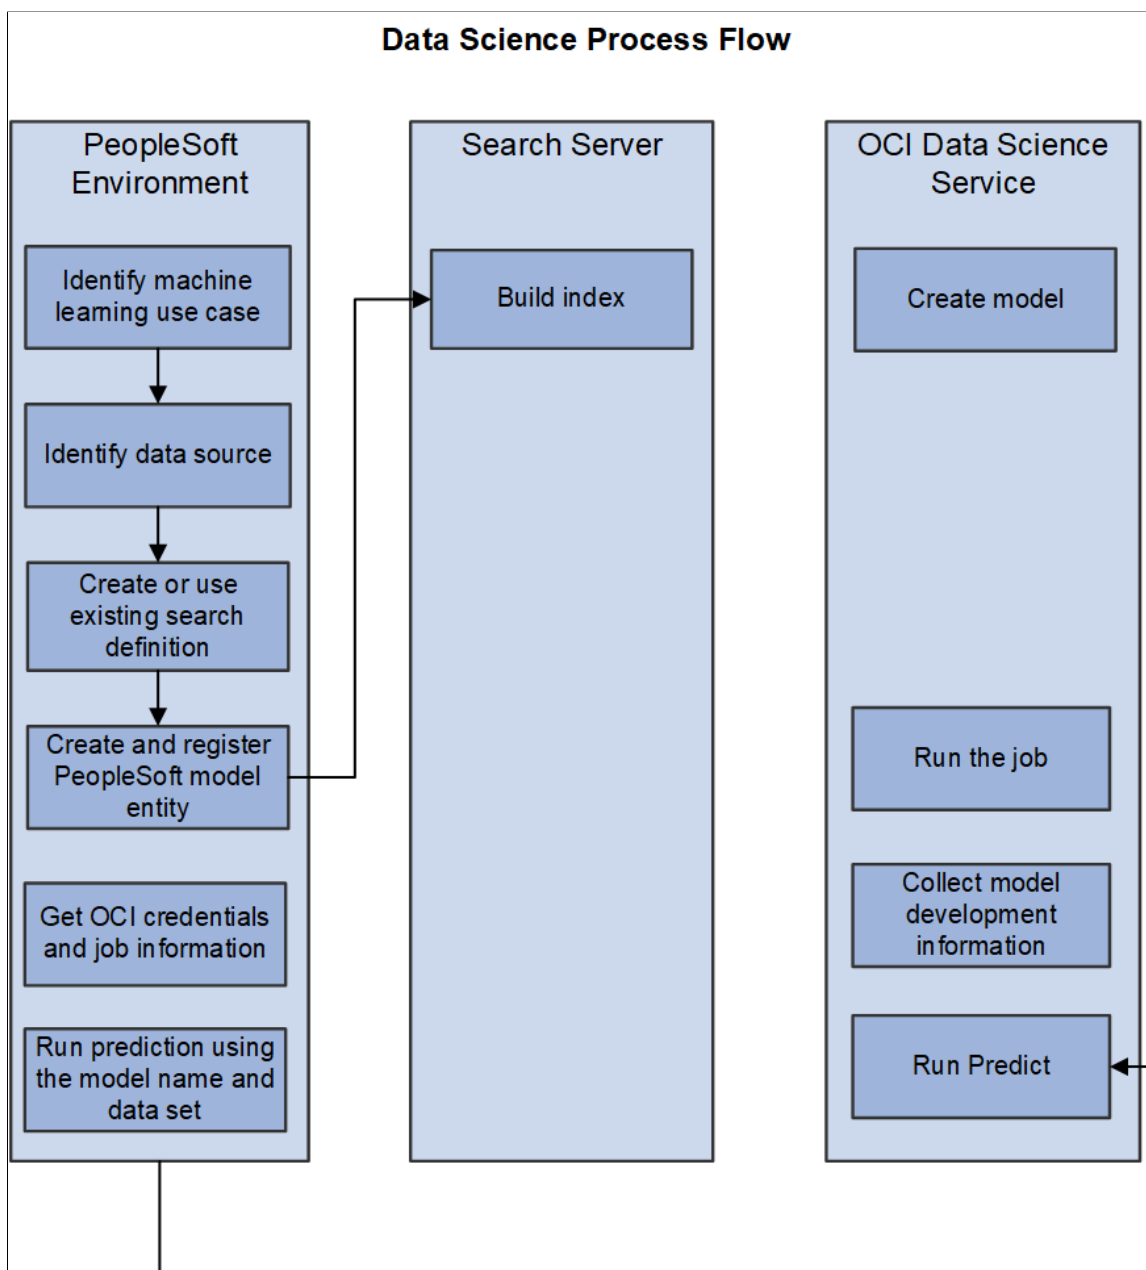 Data Science Process Flow
PeopleSoft
Environment
Identify machine
learning use case
Identify data source
Create or use
existing search
definition
Create and register
PeopleSoft model
entity
Get OCI credentials
and job information
Run prediction using
the model name and
data set
Search Server
Build index
OCI Data Science
Service
Create model
Run the job
Collect model
development
information
Run Predict